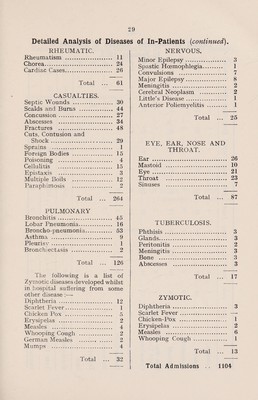 29
Detailed Analysis of Diseases of In-Patients (continued).
RHEUMATIC.
Rheumatism ... 11
Chorea ... 24
Cardiac Cases ... 26
Total ... 61
CASUALTIES.
Septic Wounds ... 30
Scalds and Burns ... 44
Concussion ... 27
Abscesses ... 34
Fractures ... 48
Cuts, Contusion and
Shock ... 29
Sprains ... 1
Foreign Bodies ... 15
Poisoning ... 4
Cellulitis ... 15
Epistaxis ... 3
Multiple Boils ... 12
Paraphimosis ... 2
Total ... 264
PULMONARY
Bronchitis ... 45
Lobar Pneumonia ... 16
Broncho-pneumonia ... 53
Asthma ... 9
Pleurisy ... 1
Bronchiectasis ... 2
Total ... 126
The following is a list of
Zymotic diseases developed whilst
in hospital suffering from some
other disease :—
Diphtheria ... 12
Scarlet Fever ... 1
Chicken Pox ... 5
Erysipelas ... 2
Measles ... 4
Whooping Cough ... 2
German Measles ... 2
Mumps ... 4
Total ... 32
NERVOUS.
Minor Epilepsy ... 3
Spastic Hœmophlegia ... 1
Convulsions ... 7
Major Epilepsy ... 8
Meningitis ... 2
Cerebral Neoplasm ... 2
Little's Disease ... 1
Anterior Poliomyelitis ... 1
Total ... 25
EYE, EAR, NOSE AND
THROAT.
Ear ... 26
Mastoid ... 10
Eye ... 21
Throat ... 23
Sinuses ... 7
Total ... 87
TUBERCULOSIS.
Phthisis ... 3
Glands ... 3
Peritonitis ... 2
Meningitis ... 3
Bone ... 3
Abscesses ... 3
Total ... 17
ZYMOTIC.
Diphtheria ... 3
Scarlet Fever ... —
Chicken-Pox ... 1
Erysipelas ... 2
Measles ... 6
Whooping Cough ... 1
Total ... 13
Total Admissions .. 1104